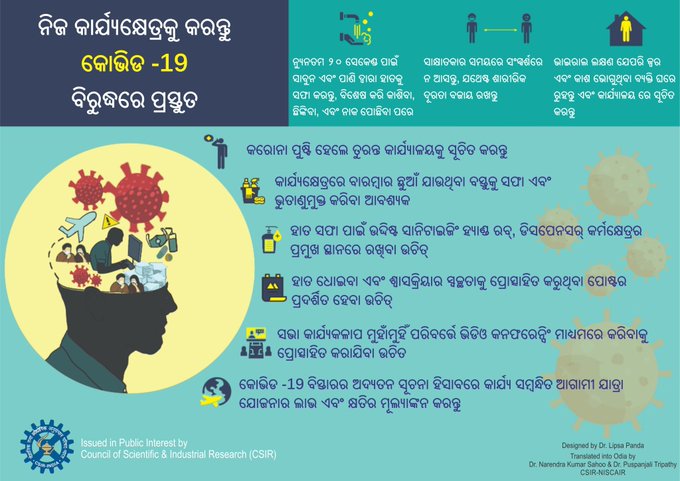 ନିଜ କାର୍ଯ୍ୟକ୍ଷେତ୍ରକୁ କରନ୍ତୁ
କୋଭିଡ -19
ବିରୁଦ୍ଧରେ ପ୍ରସ୍ତୁତ
ନ୍ୟୁନତମ ୨୦ ସେକେଣ୍ଡ ପାଇଁ
ସାବୁନ ଏବଂ ପାଣି ଦ୍ୱାରା ହାତକୁ
ସଫା କରନ୍ତୁ, ବିଶେଷ କରି କାଶିବା,
ଛିଙ୍କିବା, ଏବଂ ନାକ ପୋଛିବା ପରେ
ସାକ୍ଷାତକାର ସମୟରେ ସଂସ୍ପର୍ଶରେ
ନ ଆସନ୍ତୁ, ଯଥେଷ୍ଟ ଶାରୀରିକ
ଦୂରତା ବଜାୟ ରଖନ୍ତୁ
ଭାଇରାଲ ଲକ୍ଷଣ ଯେପରି ଜ୍ଵର
ଏବଂ କାଶ ଭୋଗୁଥିବା ବ୍ୟକ୍ତି ଘରେ
ରୁହନ୍ତୁ ଏବଂ କାର୍ଯ୍ୟାଳୟ ରେ ସୂଚିତ
କରନ୍ତୁ
କରୋନା ପୁଷ୍ଟି ହେଲେ ତୁରନ୍ତ କାର୍ଯ୍ୟାଳୟକୁ ସୂଚିତ କରନ୍ତୁ
କାର୍ଯ୍ୟକ୍ଷେତ୍ରରେ ବାରମ୍ବାର ଛୁଆଁ ଯାଉଥିବା ବସ୍ତୁକୁ ସଫା ଏବଂ
ଭୁତାଣୁମୁକ୍ତ କରିବା ଆବଶ୍ୟକ
ହାତ ସଫା ପାଇଁ ଉଦ୍ଦିଷ୍ଟ ସାନିଟାଇଜିଂ ହ୍ୟାଣ୍ଡ ରବ୍, ଡିସପେନସର୍ କର୍ମକ୍ଷେତ୍ରର
ପ୍ରମୁଖ ସ୍ଥାନରେ ରଖିବା ଉଚିତ୍
ହାତ ଧୋଇବା ଏବଂ ଶ୍ୱାସକ୍ରିୟାର ସ୍ୱଚ୍ଛତାକୁ ପ୍ରୋତ୍ସାହିତ କରୁଥିବା ପୋଷ୍ଟର
ପ୍ରଦର୍ଶିତ ହେବା ଉଚିତ୍
ସଭା କାର୍ଯ୍ୟକଳାପ ମୁହାଁମୁହିଁ ପରିବର୍ତ୍ତେ ଭିଡିଓ କନଫରେନ୍ସିଂ ମାଧ୍ୟମରେ କରିବାକୁ
ପ୍ରୋତ୍ସାହିତ କରାଯିବା ଉଚିତ
କୋଭିଡ -19 ବିସ୍ତାରର ଅଦ୍ୟତନ ସୂଚନା ହିସାବରେ କାର୍ଯ୍ୟ ସମ୍ବନ୍ଧିତ ଆଗାମୀ ଯାତ୍ରା
ଯୋଜନାର ଲାଭ ଏବଂ କ୍ଷତିର ମୂଲ୍ୟାଙ୍କନ କରନ୍ତୁ
Issued in Public Interest by
Council of Scientific & Industrial Research (CSIR)
Designed by Dr. Lipsa Panda
Translated into Odia by
Dr. Narendra Kumar Sahoo & Dr. Puspanjali Tripathy
CSIR-NISCAIR